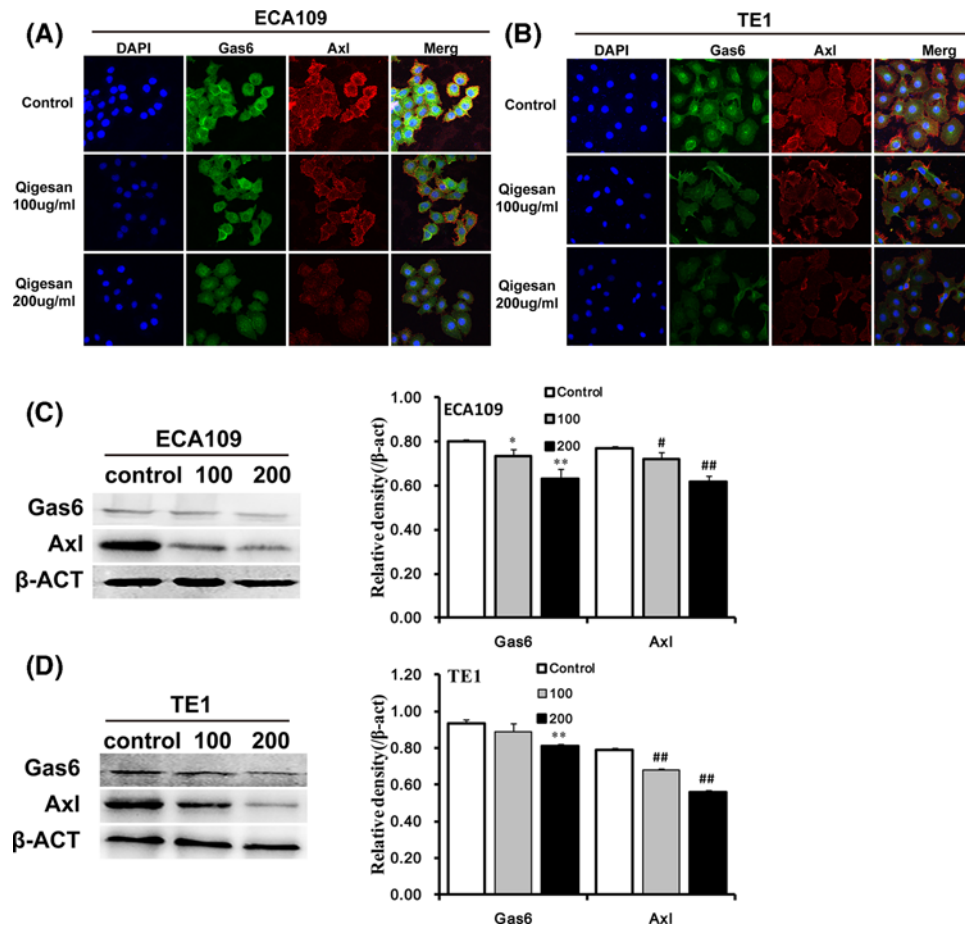 (A)
ECA109
DAPI Gas6 Axl Merg
Control
Qigesan
100ug/ml
Qigesan
200ug/ml
(B)
TE1
DAPI Gas6 Axl Merg
Control
Qigesan
100ug/ml
Qigesan
200ug/ml
(C)
ECA109
control 100 200
Gas6
Axl
β-ACT
Relative density(/β-act)
1.00
0.80
0.60
0.40
0.20
0.00
ECA109
Control
100
200
*
**
#
##
Gas6 Axl
(D)
TE1
control 100 200
Gas6
Axl
β-ACT
Relative density(/β-act)
1.20
1.00
0.80
0.60
0.40
0.20
0.00
TE1
Control
100
200
**
##
##
Gas6 Axl